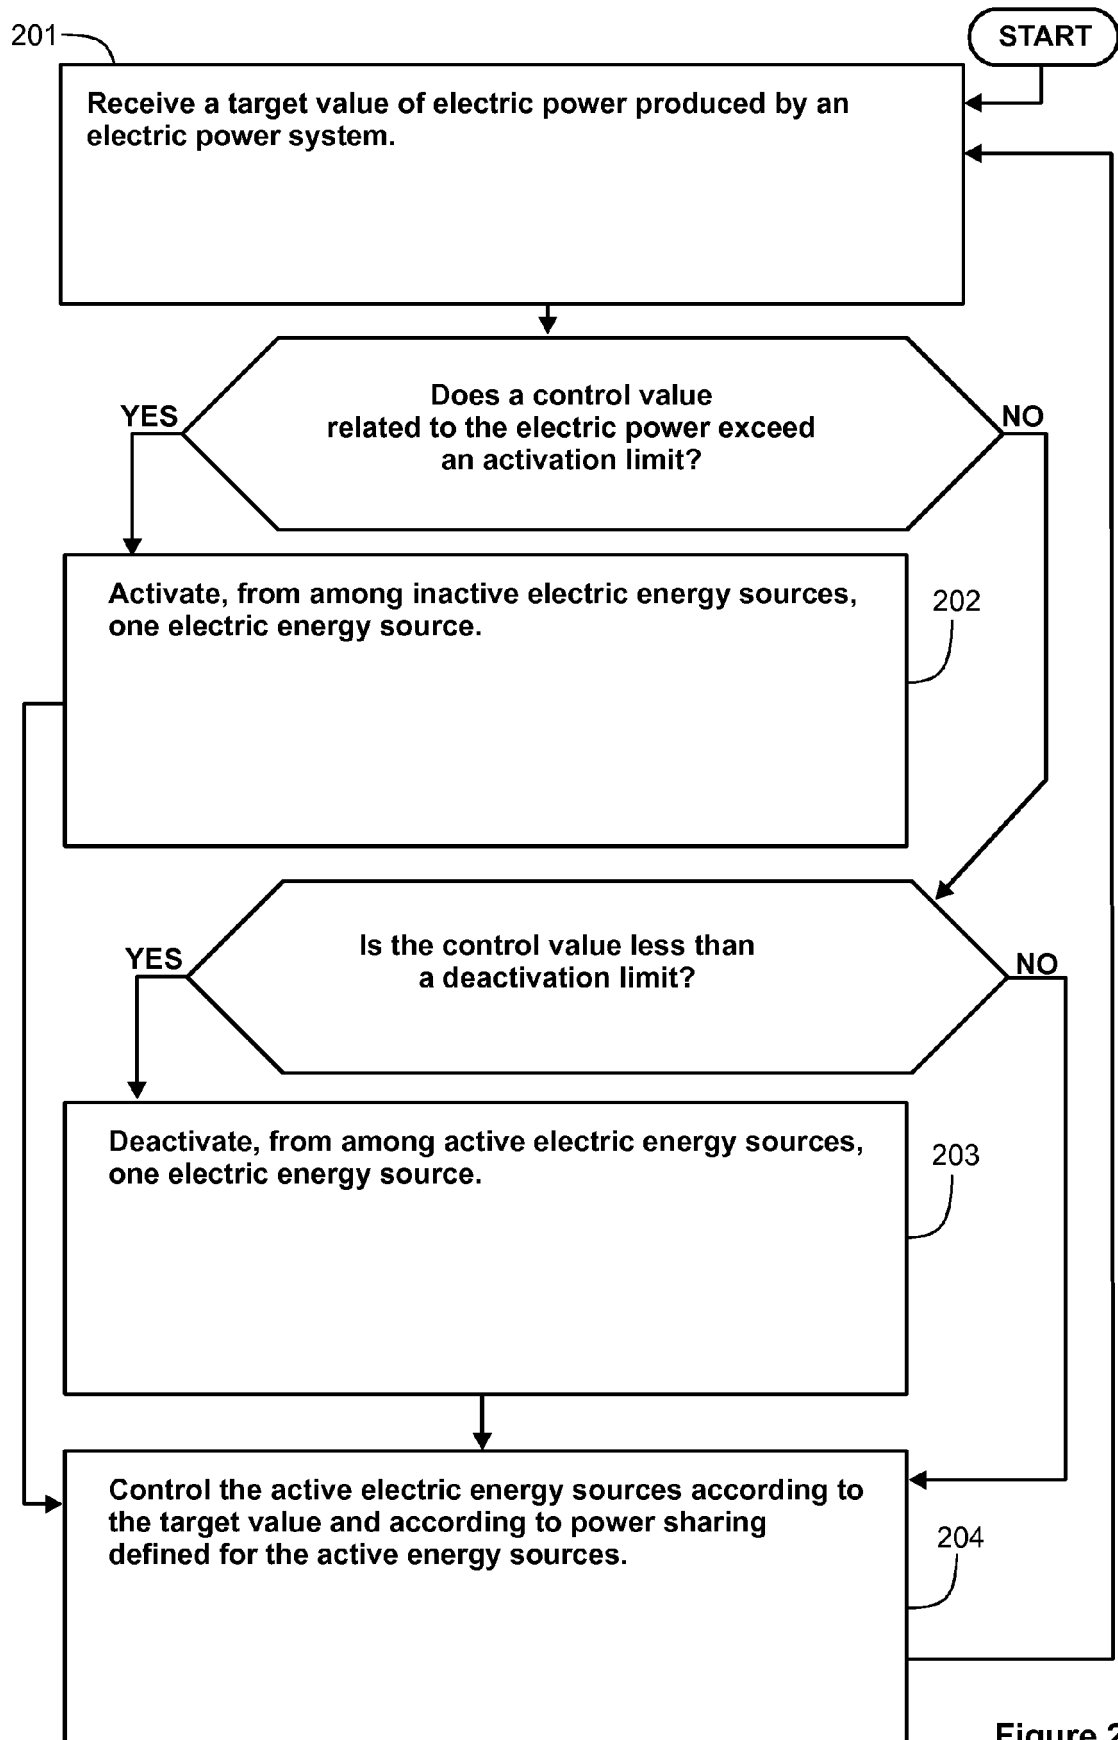 201
START
Receive a target value of electric power produced by an
electric power system.
Does a control value
related to the electric power exceed
an activation limit?
YES
NO
Activate, from among inactive electric energy sources,
one electric energy source.
202
Is the control value less than
a deactivation limit?
YES
NO
Deactivate, from among active electric energy sources,
one electric energy source.
203
Control the active electric energy sources according to
the target value and according to power sharing
defined for the active energy sources.
204
Figure 2